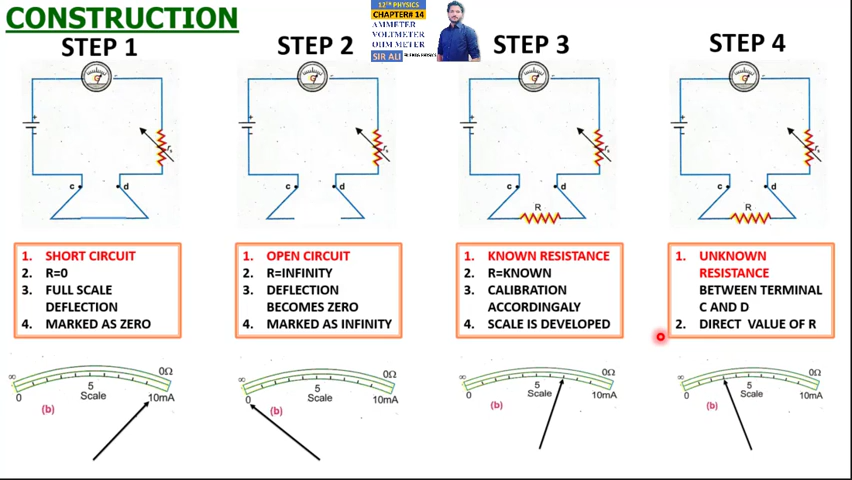 CONSTRUCTION
12TH PHYSICS
CHAPTER# 14
AMMETER
VOLTMETER
OHM METER
SIR ALI
STEP 1
STEP 2
STEP 3
STEP 4
G
+
-
rs
c d
G
+
-
rs
c d
G
+
-
rs
c d
R
G
+
-
rs
c d
R
1. SHORT CIRCUIT
2. R=0
3. FULL SCALE
DEFLECTION
4. MARKED AS ZERO
1. OPEN CIRCUIT
2. R=INFINITY
3. DEFLECTION
BECOMES ZERO
4. MARKED AS INFINITY
1. KNOWN RESISTANCE
2. R=KNOWN
3. CALIBRATION
ACCORDINGALY
4. SCALE IS DEVELOPED
1. UNKNOWN
RESISTANCE
BETWEEN TERMINAL
C AND D
2. DIRECT VALUE OF R
∞ 0Ω
0 5 10mA
Scale
(b)
∞ 0Ω
0 5 10mA
Scale
(b)
∞ 0Ω
0 5 10mA
Scale
(b)
∞ 0Ω
0 5 10mA
Scale
(b)